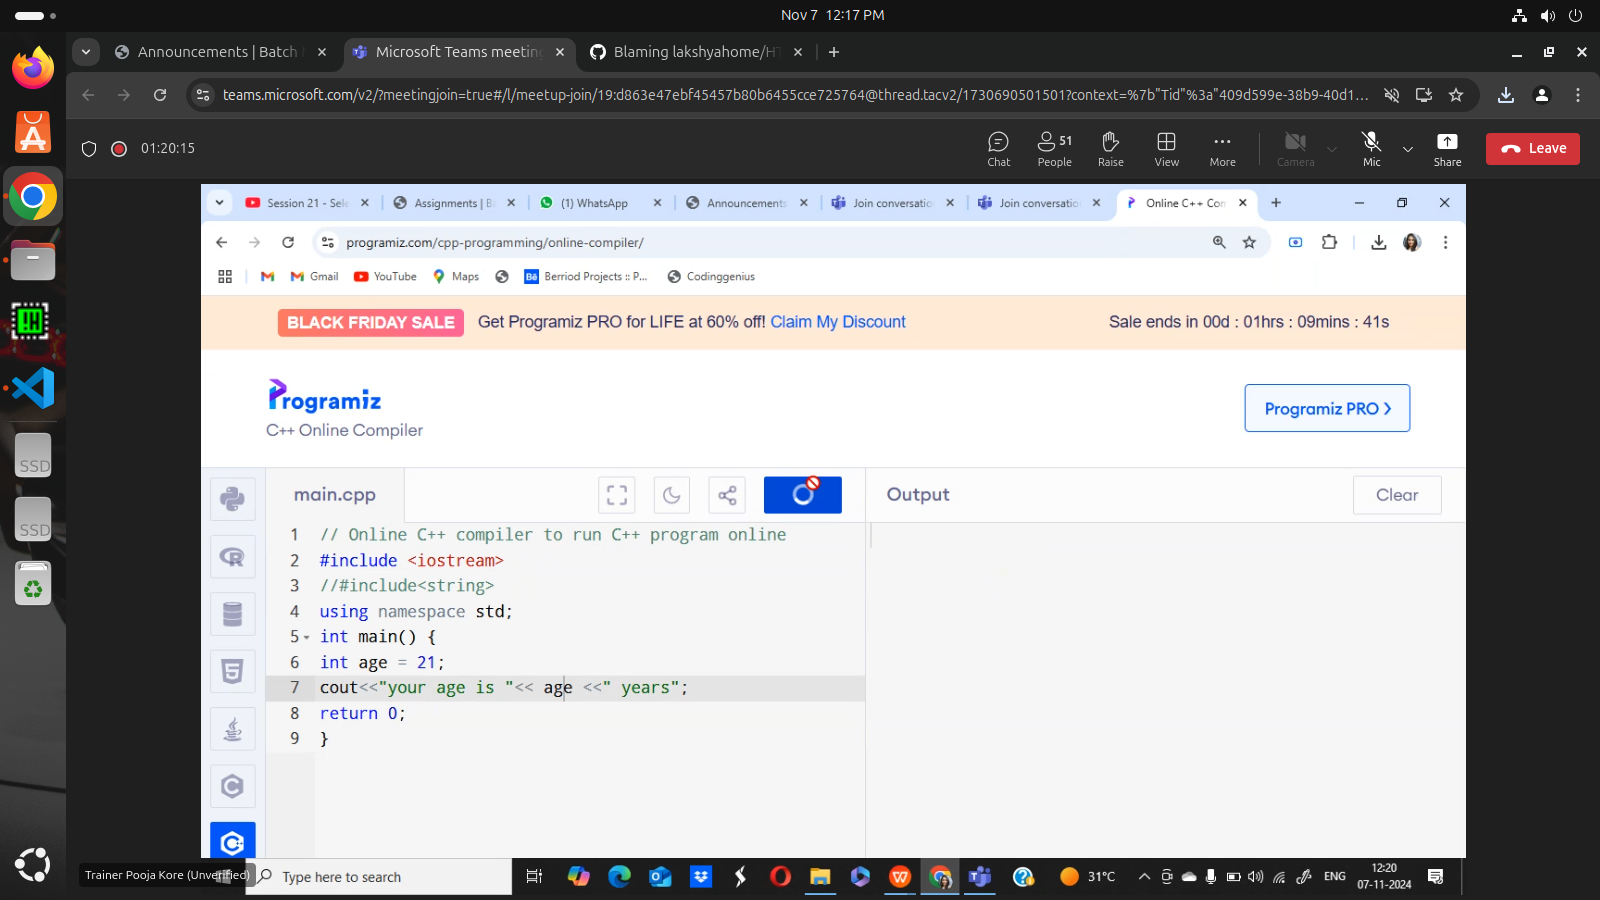 Nov 7 12:17 PM
Announcements | Batch
Microsoft Teams meeting
Blaming lakshyahome/HT
teams.microsoft.com/v2/?meetingjoin=true#/l/meetup-join/19:d863e47ebf45457b80b6455cce725764@thread.tacv2/1730690501501?context=%7b"Tid"%3a"409d599e-38b9-40d1...
01:20:15
Chat
51
People
Raise
View
More
Camera
Mic
Share
Leave
Session 21 - Sele
Assignments | Ba
(1) WhatsApp
Announcements
Join conversatio
Join conversatio
Online C++ Com
programiz.com/cpp-programming/online-compiler/
Gmail
YouTube
Maps
Bē
Berriod Projects :: P...
Codinggenius
BLACK FRIDAY SALE
Get Programiz PRO for LIFE at 60% off! Claim My Discount
Sale ends in 00d : 01hrs : 09mins : 41s
Programiz
C++ Online Compiler
Programiz PRO
main.cpp
Output
Clear
1 // Online C++ compiler to run C++ program online
2 #include <iostream>
3 //#include<string>
4 using namespace std;
5 int main() {
6 int age = 21;
7 cout<<"your age is "<< age <<" years";
8 return 0;
9 }
SSD
SSD
Trainer Pooja Kore (Unverified)
Type here to search
31°C
ENG
12:20
07-11-2024